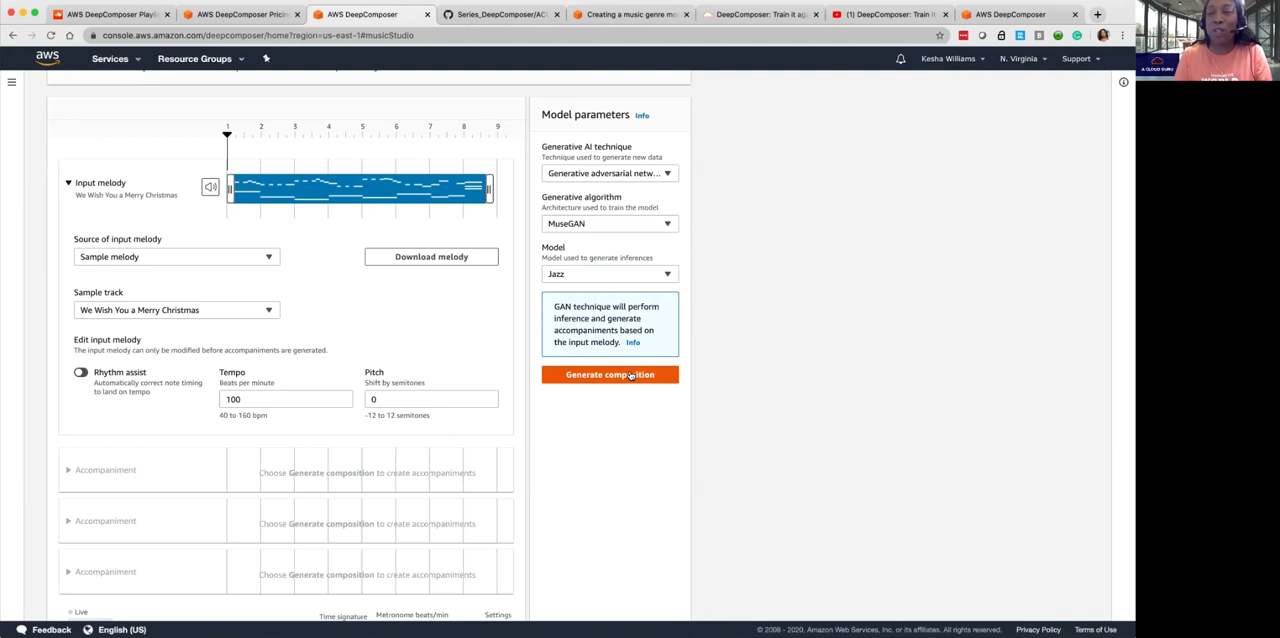 AWS DeepComposer Playl
AWS DeepComposer Pricin
AWS DeepComposer
Series_DeepComposer/AC
Creating a music genre mo
DeepComposer: Train it aga
(1) DeepComposer: Train it
AWS DeepComposer
console.aws.amazon.com/deepcomposer/home?region=us-east-1#musicStudio
aws
Services
Resource Groups
Kesha Williams
N. Virginia
Support
A CLOUD GURU
1 2 3 4 5 6 7 8 9
Input melody
We Wish You a Merry Christmas
Source of input melody
Sample melody
Download melody
Sample track
We Wish You a Merry Christmas
Edit input melody
The input melody can only be modified before accompaniments are generated.
Rhythm assist
Automatically correct note timing
to land on tempo
Tempo
Beats per minute
100
40 to 160 bpm
Pitch
Shift by semitones
0
-12 to 12 semitones
Accompaniment
Choose Generate composition to create accompaniments
Accompaniment
Choose Generate composition to create accompaniments
Accompaniment
Choose Generate composition to create accompaniments
Live
Time signature
Metronome beats/min
Settings
Model parameters Info
Generative AI technique
Technique used to generate new data
Generative adversarial netw...
Generative algorithm
Architecture used to train the model
MuseGAN
Model
Model used to generate inferences
Jazz
GAN technique will perform
inference and generate
accompaniments based on
the input melody. Info
Generate composition
Feedback
English (US)
© 2008 - 2020, Amazon Web Services, Inc. or its affiliates. All rights reserved.
Privacy Policy
Terms of Use